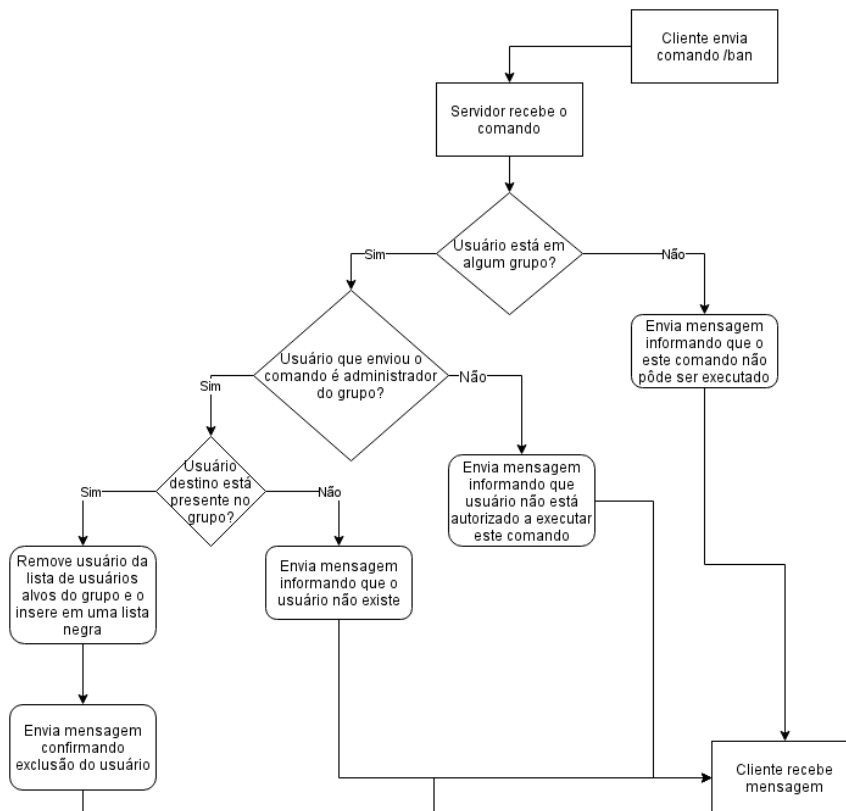 Cliente envia
comando /ban
Servidor recebe o
comando
Usuário está em
algum grupo?
Sim
Não
Envia mensagem
informando que o
este comando não
pôde ser executado
Usuário que enviou o
comando é administrador
do grupo?
Sim
Não
Envia mensagem
informando que
usuário não está
autorizado a executar
este comando
Usuário
destino está
presente no
grupo?
Sim
Não
Remove usuário da
lista de usuários
alvos do grupo e o
insere em uma lista
negra
Envia mensagem
informando que o
usuário não existe
Envia mensagem
confirmando
exclusão do usuário
Cliente recebe
mensagem